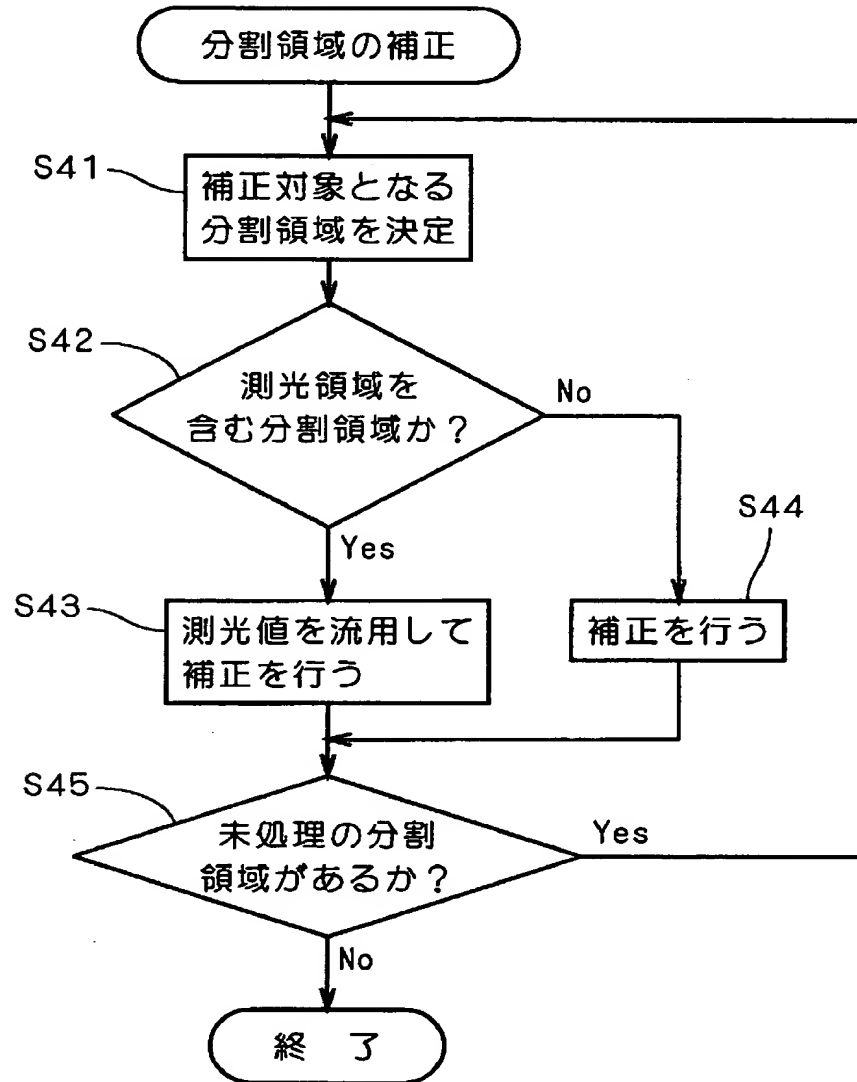 分割領域の補正
S41
補正対象となる
分割領域を決定
S42
測光領域を
含む分割領域か?
No
Yes
S43
測光値を流用して
補正を行う
S44
補正を行う
S45
未処理の分割
領域があるか?
Yes
No
終 了